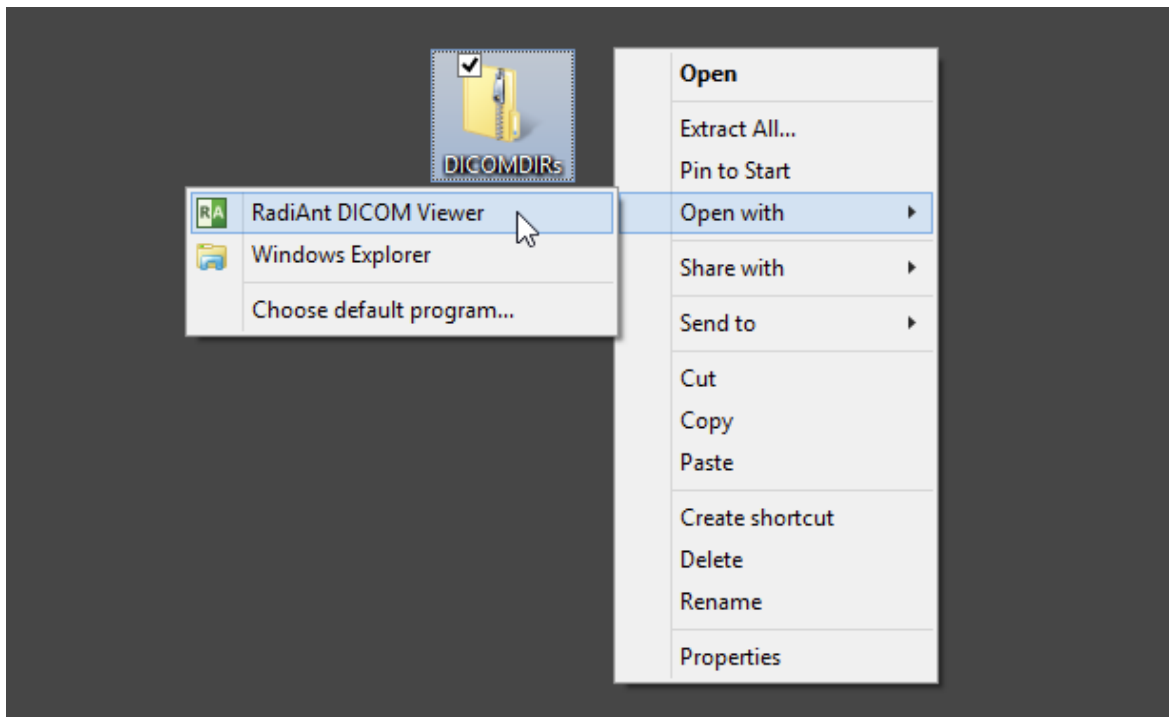 DICOMDIRs
Open
Extract All...
Pin to Start
Open with
Share with
Send to
Cut
Copy
Paste
Create shortcut
Delete
Rename
Properties
RA
RadiAnt DICOM Viewer
Windows Explorer
Choose default program...